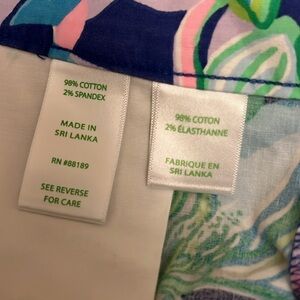 98% COTTON
2% SPANDEX
MADE IN
SRI LANKA
RN #88189
SEE REVERSE
FOR CARE
98% COTON
2% ÉLASTHANNE
FABRIQUE EN
SRI LANKA